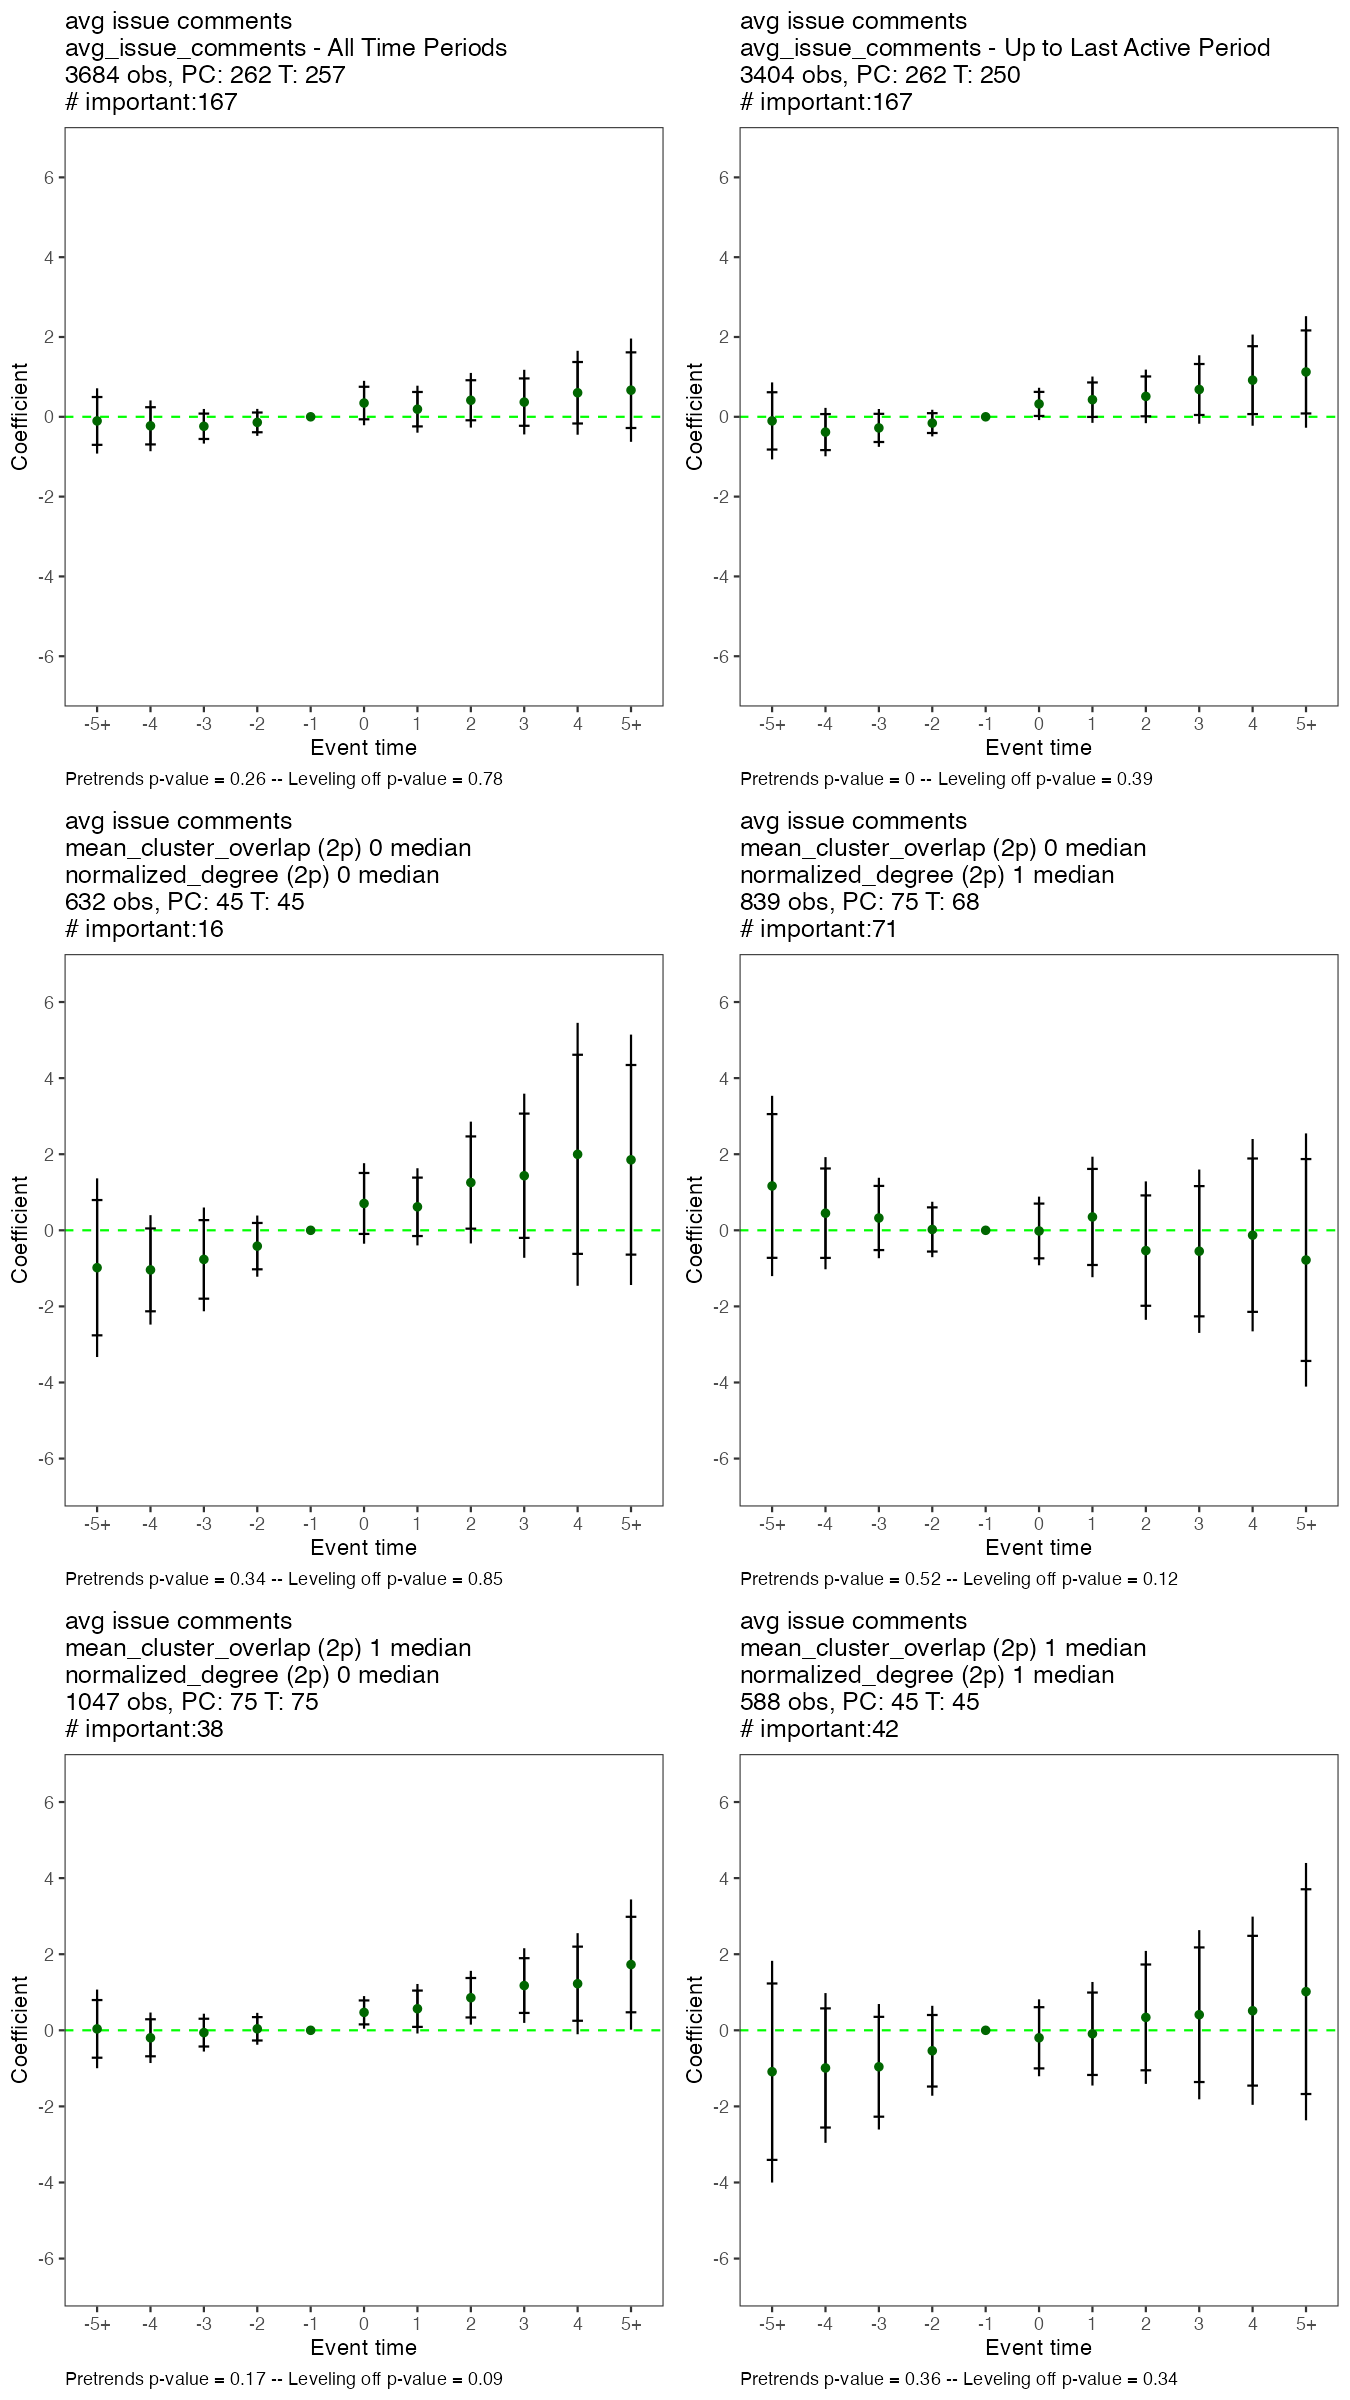 avg issue comments
avg_issue_comments - All Time Periods
3684 obs, PC: 262 T: 257
# important:167
6
4
2
0
-2
-4
-6
Coefficient
-5+ -4 -3 -2 -1 0 1 2 3 4 5+
Event time
Pretrends p-value = 0.26 -- Leveling off p-value = 0.78
avg issue comments
avg_issue_comments - Up to Last Active Period
3404 obs, PC: 262 T: 250
# important:167
6
4
2
0
-2
-4
-6
Coefficient
-5+ -4 -3 -2 -1 0 1 2 3 4 5+
Event time
Pretrends p-value = 0 -- Leveling off p-value = 0.39
avg issue comments
mean_cluster_overlap (2p) 0 median
normalized_degree (2p) 0 median
632 obs, PC: 45 T: 45
# important:16
6
4
2
0
-2
-4
-6
Coefficient
-5+ -4 -3 -2 -1 0 1 2 3 4 5+
Event time
Pretrends p-value = 0.34 -- Leveling off p-value = 0.85
avg issue comments
mean_cluster_overlap (2p) 0 median
normalized_degree (2p) 1 median
839 obs, PC: 75 T: 68
# important:71
6
4
2
0
-2
-4
-6
Coefficient
-5+ -4 -3 -2 -1 0 1 2 3 4 5+
Event time
Pretrends p-value = 0.52 -- Leveling off p-value = 0.12
avg issue comments
mean_cluster_overlap (2p) 1 median
normalized_degree (2p) 0 median
1047 obs, PC: 75 T: 75
# important:38
6
4
2
0
-2
-4
-6
Coefficient
-5+ -4 -3 -2 -1 0 1 2 3 4 5+
Event time
Pretrends p-value = 0.17 -- Leveling off p-value = 0.09
avg issue comments
mean_cluster_overlap (2p) 1 median
normalized_degree (2p) 1 median
588 obs, PC: 45 T: 45
# important:42
6
4
2
0
-2
-4
-6
Coefficient
-5+ -4 -3 -2 -1 0 1 2 3 4 5+
Event time
Pretrends p-value = 0.36 -- Leveling off p-value = 0.34